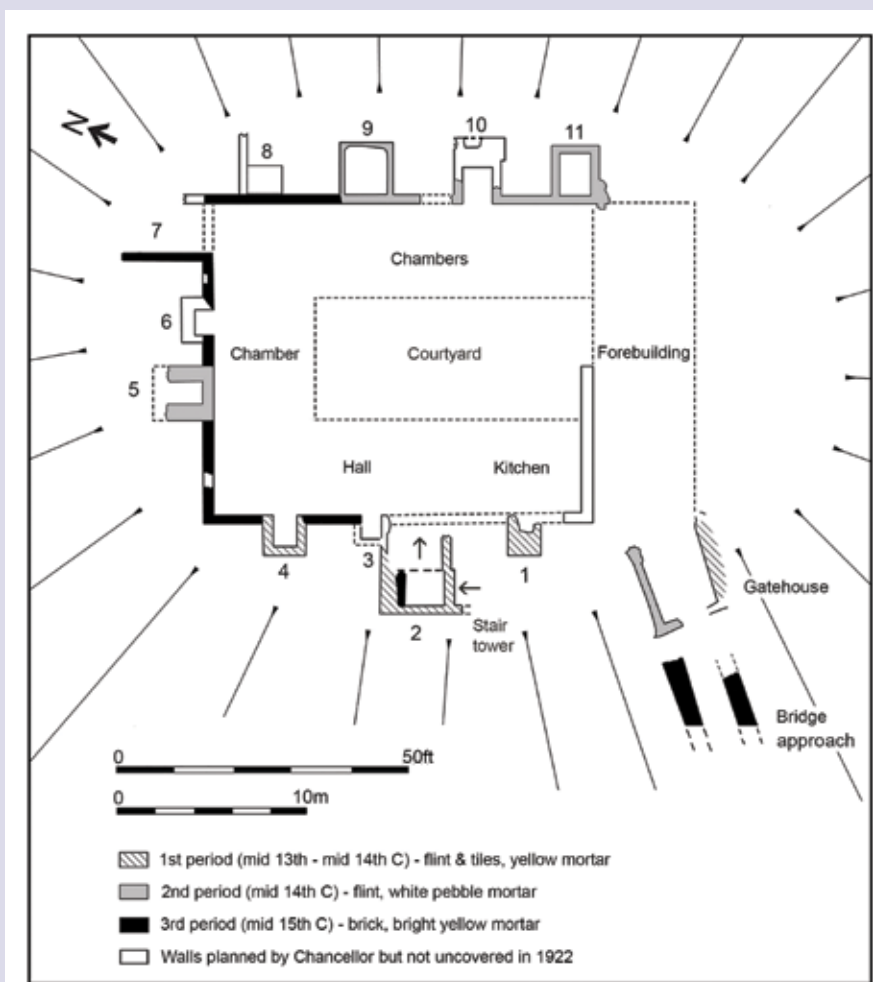 N
8
9
10
11
7
Chambers
6
Chamber
Courtyard
Forebuilding
5
Hall
Kitchen
4
3
2
1
Stair
tower
Gatehouse
Bridge
approach
0 50ft
0 10m
1st period (mid 13th - mid 14th C) - flint & tiles, yellow mortar
2nd period (mid 14th C) - flint, white pebble mortar
3rd period (mid 15th C) - brick, bright yellow mortar
Walls planned by Chancellor but not uncovered in 1922